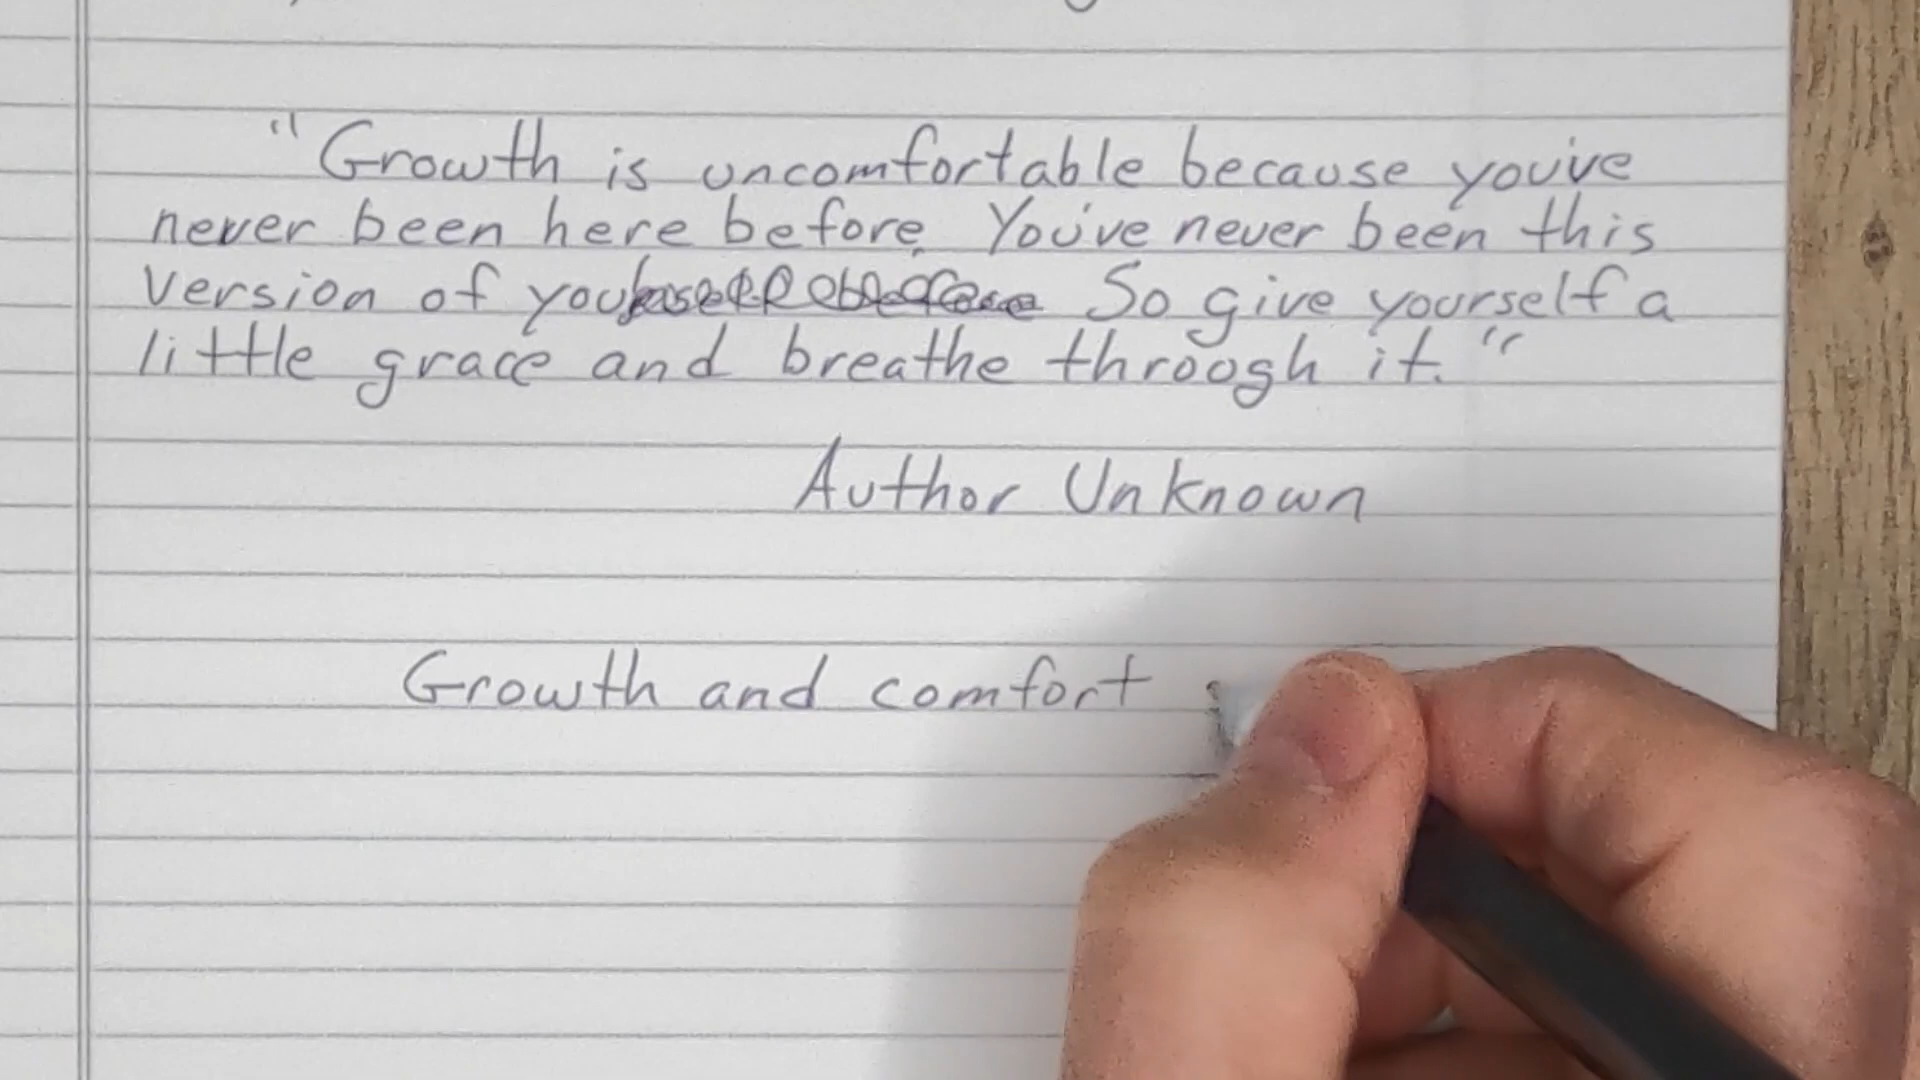 "Growth is uncomfortable because you've
never been here before. You've never been this
version of you So give yourself a
little grace and breathe through it."
Author Unknown
Growth and comfort